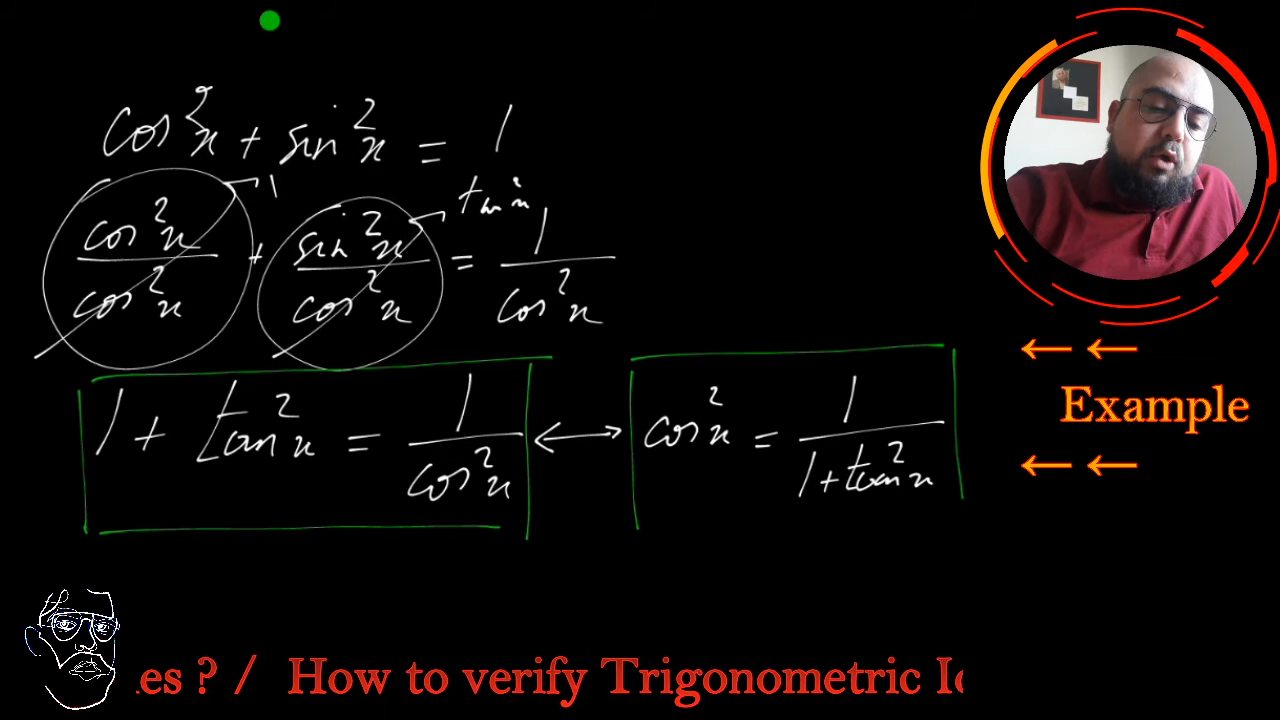 cos²x + sin²x = 1
cos²x/cos²x → 1 + sin²x/cos²x → tan²x = 1/cos²x
1 + tan²x = 1/cos²x ↔ cos²x = 1/1+tan²x
←←
Example
←←
es ? / How to verify Trigonometric I